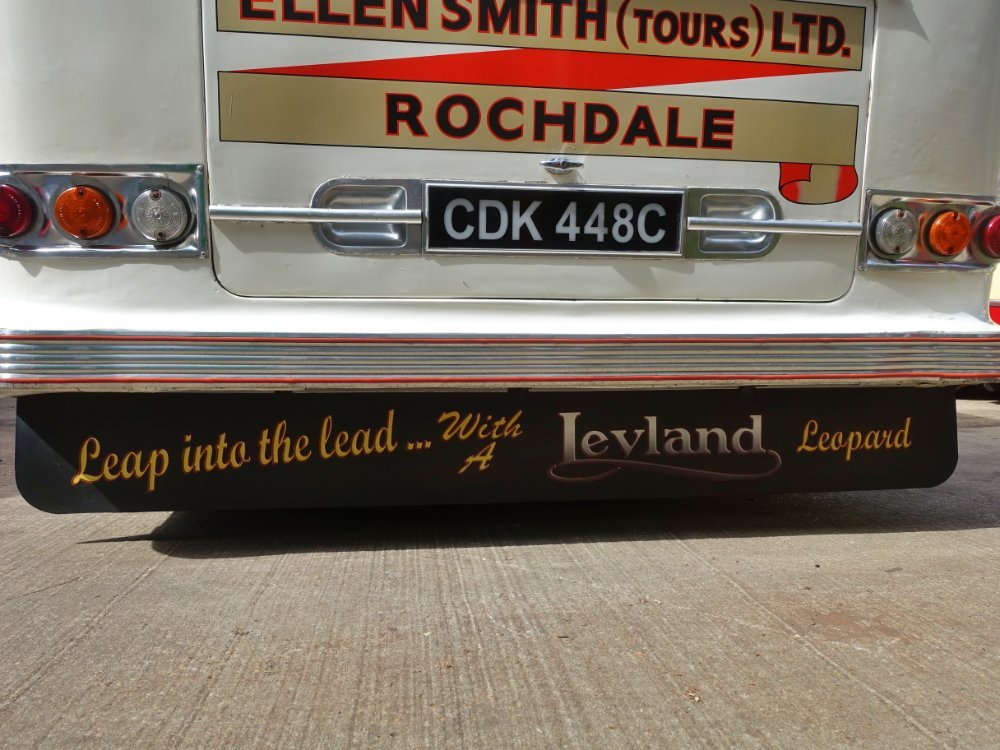 ELLEN SMITH (TOURS) LTD.
ROCHDALE
CDK 448C
Leap into the lead ... With A Leyland Leopard